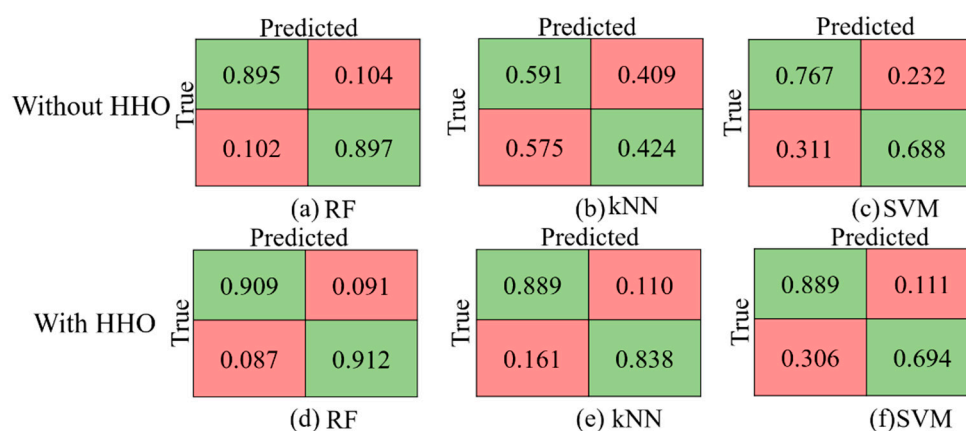 Predicted Predicted Predicted
Without HHO
True 0.895 0.104 True 0.591 0.409 True 0.767 0.232
0.102 0.897 0.575 0.424 0.311 0.688
(a) RF (b) kNN (c) SVM
Predicted Predicted Predicted
With HHO
True 0.909 0.091 True 0.889 0.110 True 0.889 0.111
0.087 0.912 0.161 0.838 0.306 0.694
(d) RF (e) kNN (f) SVM